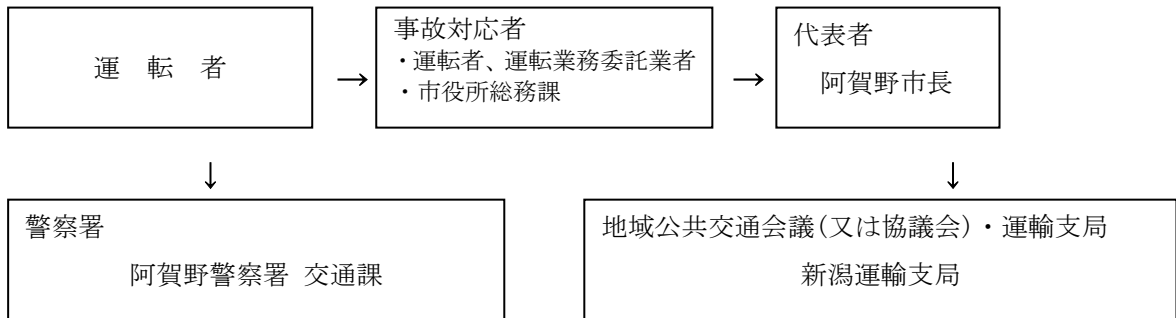 運 転 者
→
事故対応者
・運転者、運転業務委託業者
・市役所総務課
→
代表者
阿賀野市長
↓
↓
警察署
阿賀野警察署 交通課
地域公共交通会議(又は協議会)・運輸支局
新潟運輸支局